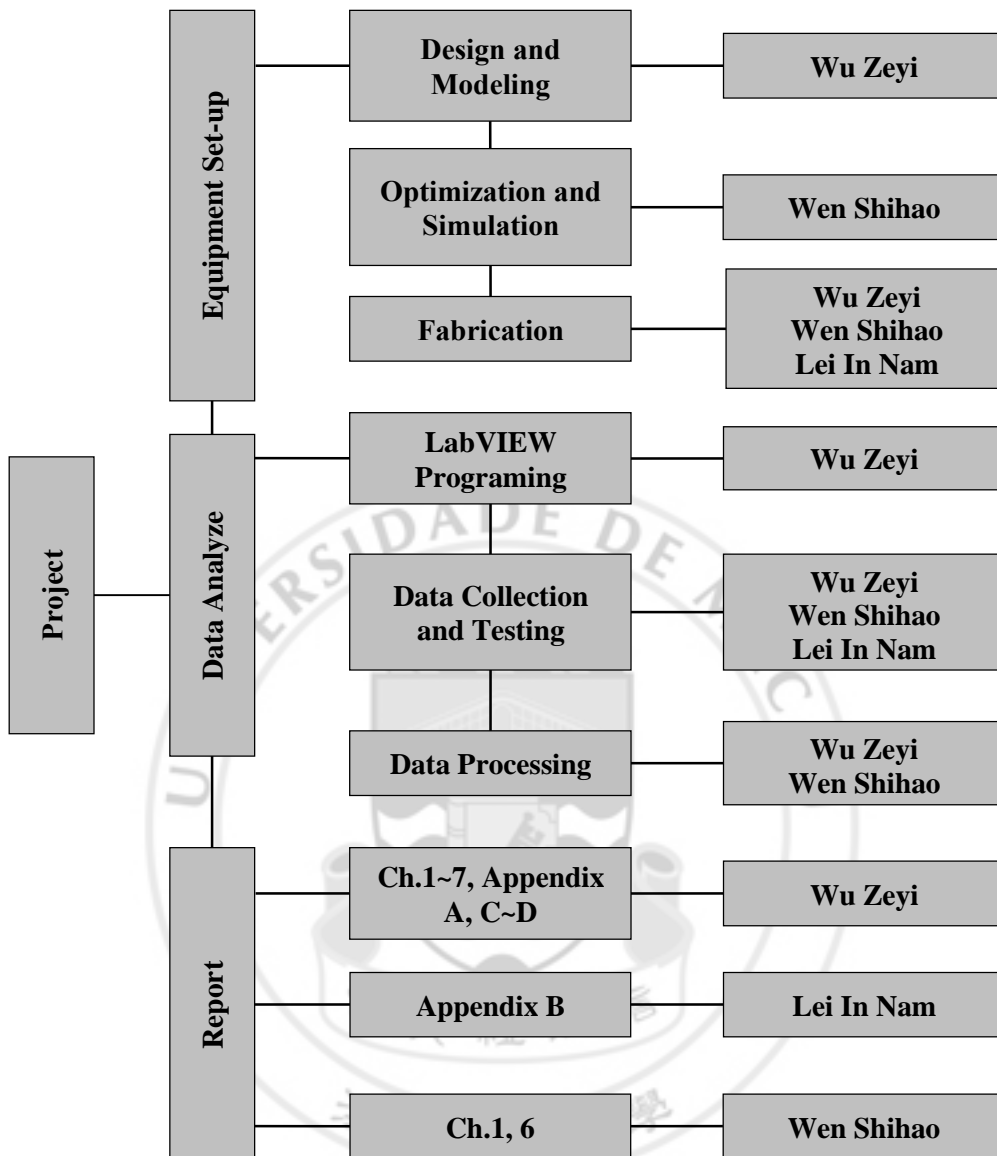 Project
Equipment Set-up
Design and
Modeling
Wu Zeyi
Optimization and
Simulation
Wen Shihao
Fabrication
Wu Zeyi
Wen Shihao
Lei In Nam
Data Analyze
LabVIEW
Programing
Wu Zeyi
Data Collection
and Testing
Wu Zeyi
Wen Shihao
Lei In Nam
Data Processing
Wu Zeyi
Wen Shihao
Report
Ch.1~7, Appendix
A, C~D
Wu Zeyi
Appendix B
Lei In Nam
Ch.1, 6
Wen Shihao